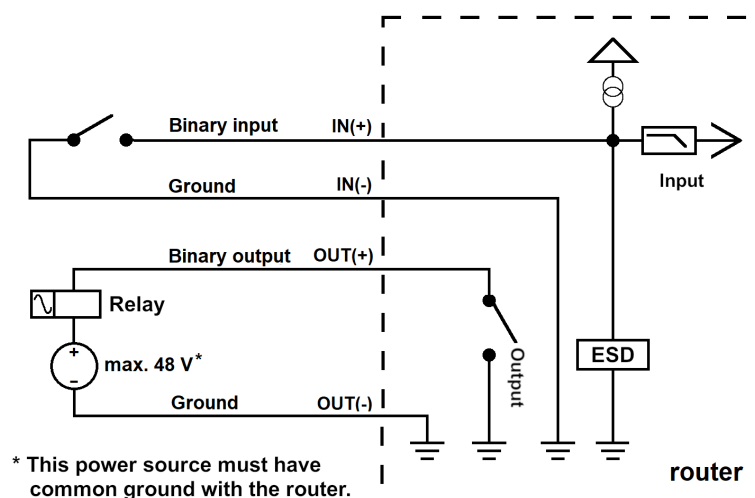 Binary input IN(+)
Input
Ground IN(-)
Binary output OUT(+)
Relay
+
max. 48 V*
−
Output
ESD
Ground OUT(-)
* This power source must have
common ground with the router.
router